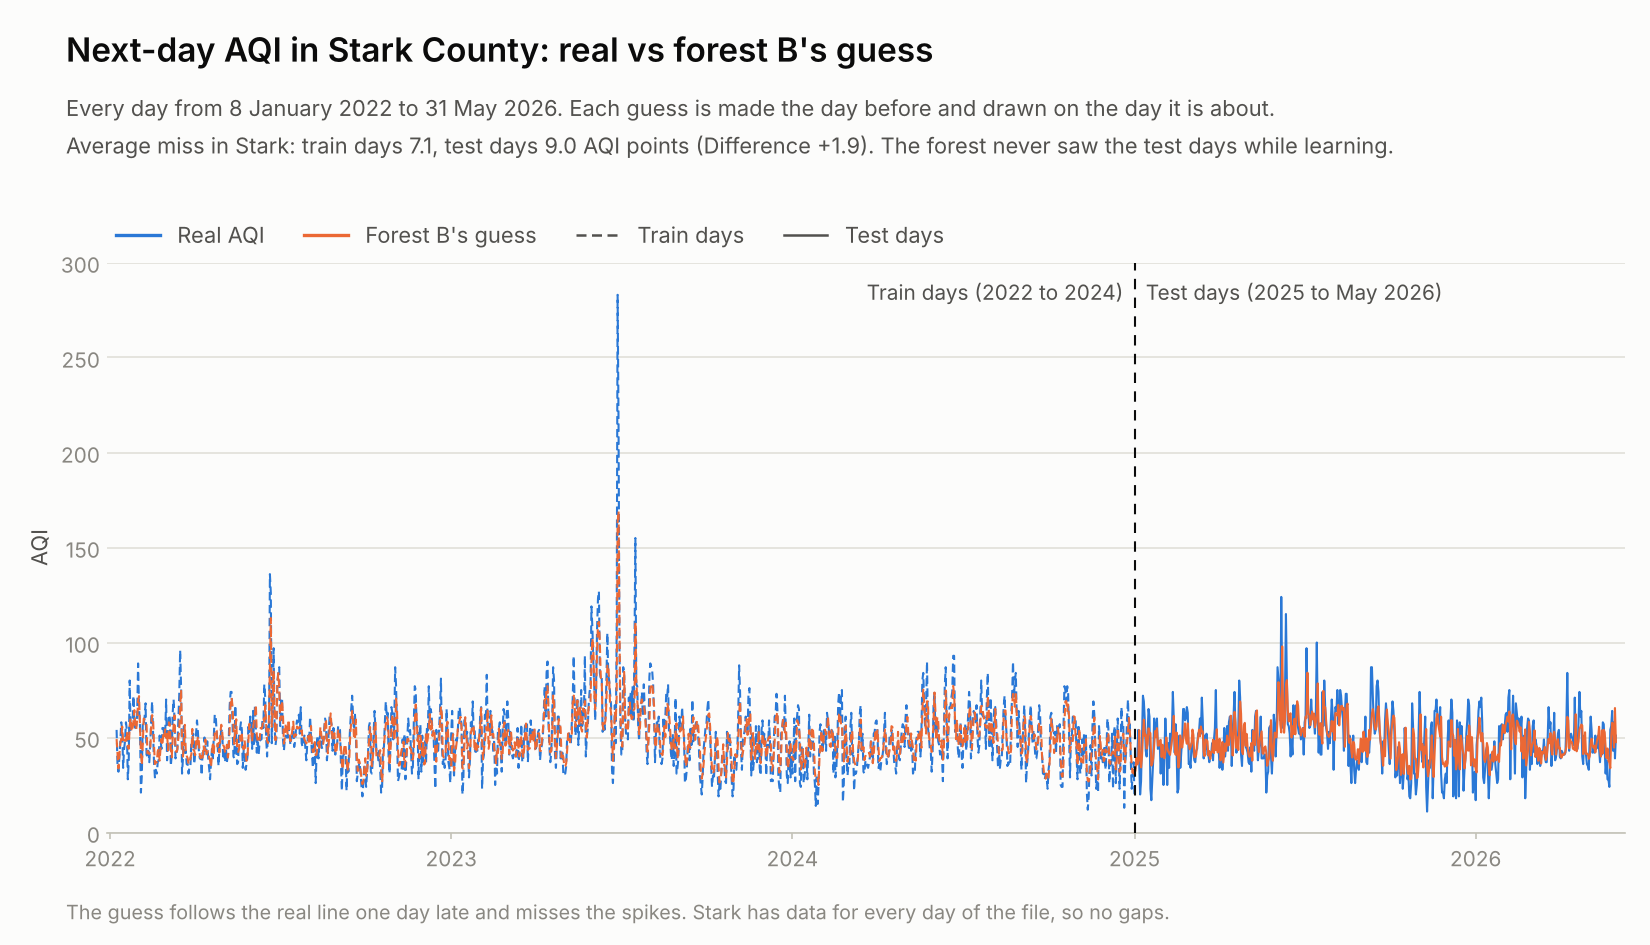 Next-day AQI in Stark County: real vs forest B's guess
Every day from 8 January 2022 to 31 May 2026. Each guess is made the day before and drawn on the day it is about.
Average miss in Stark: train days 7.1, test days 9.0 AQI points (Difference +1.9). The forest never saw the test days while learning.
Real AQI Forest B's guess Train days Test days
300
Train days (2022 to 2024) Test days (2025 to May 2026)
250
200
150
AQI
100
50
0
2022 2023 2024 2025 2026
The guess follows the real line one day late and misses the spikes. Stark has data for every day of the file, so no gaps.